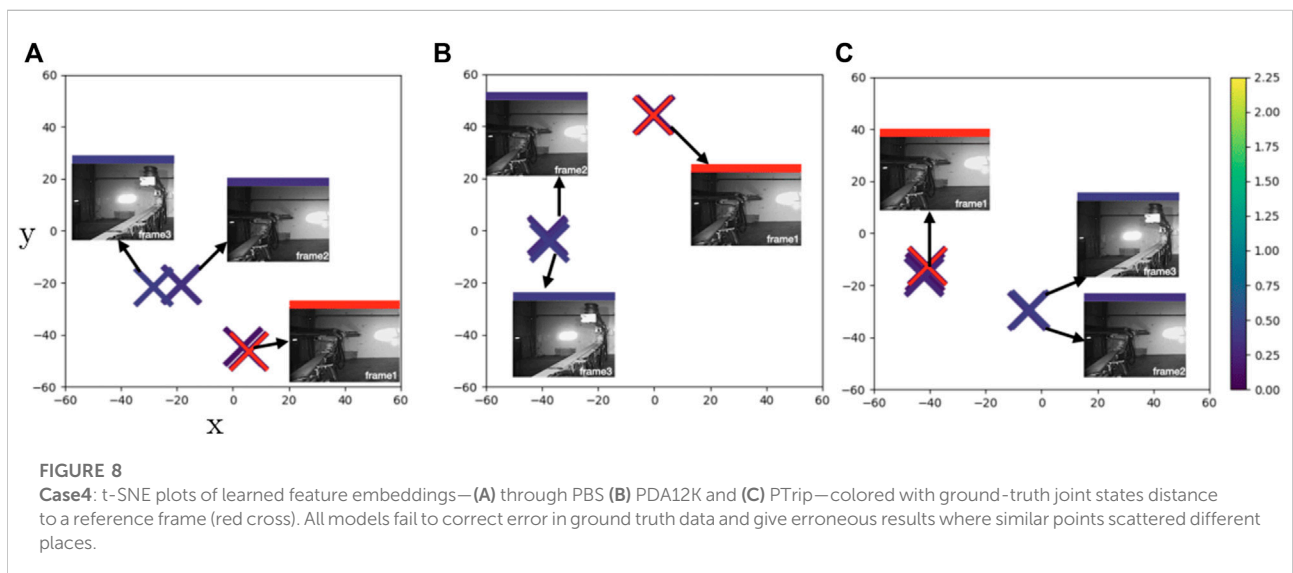 A
B
C
60
40
20
0
−20
−40
−60
−60
−40
−20
0
20
40
60
y
x
frame3
frame2
frame1
60
40
20
0
−20
−40
−60
−60
−40
−20
0
20
40
60
frame2
frame1
frame3
60
40
20
0
−20
−40
−60
−60
−40
−20
0
20
40
60
frame1
frame3
frame2
2.25
2.00
1.75
1.50
1.25
1.00
0.75
0.50
0.25
0.00
FIGURE 8
Case4: t-SNE plots of learned feature embeddings—(A) through PBS (B) PDA12K and (C) PTrip—colored with ground-truth joint states distance
to a reference frame (red cross). All models fail to correct error in ground truth data and give erroneous results where similar points scattered different
places.